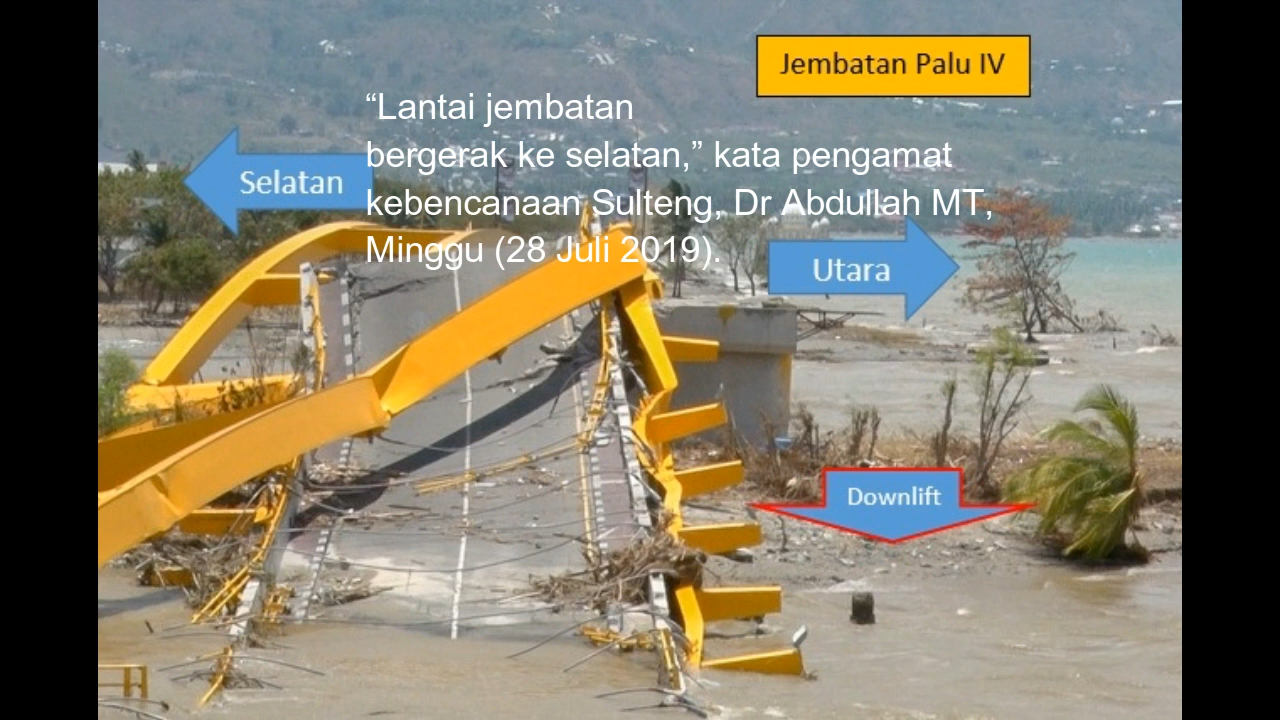 Jembatan Palu IV
“Lantai jembatan
bergerak ke selatan,” kata pengamat
kebencanaan Sulteng, Dr Abdullah MT,
Minggu (28 Juli 2019).
Selatan
Utara
Downlift